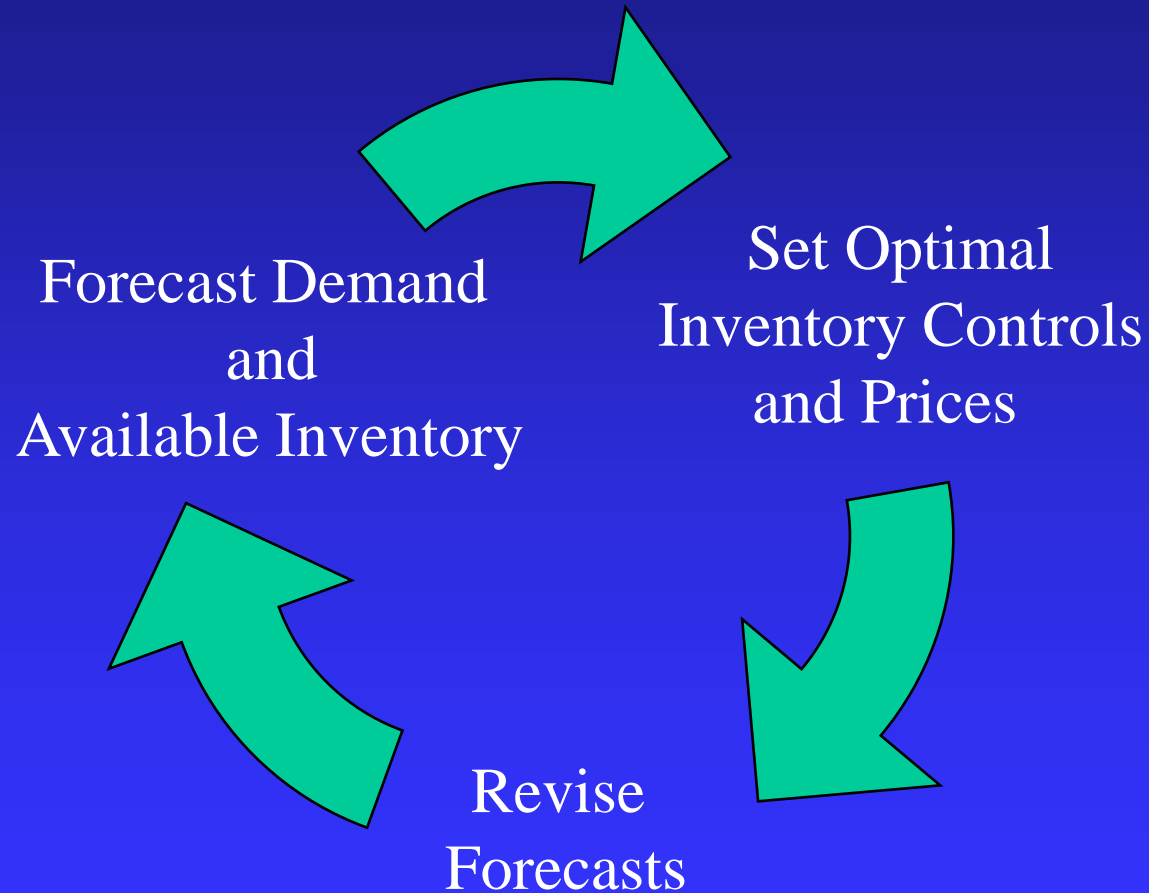 Forecast Demand
and
Available Inventory
Set Optimal
Inventory Controls
and Prices
Revise
Forecasts